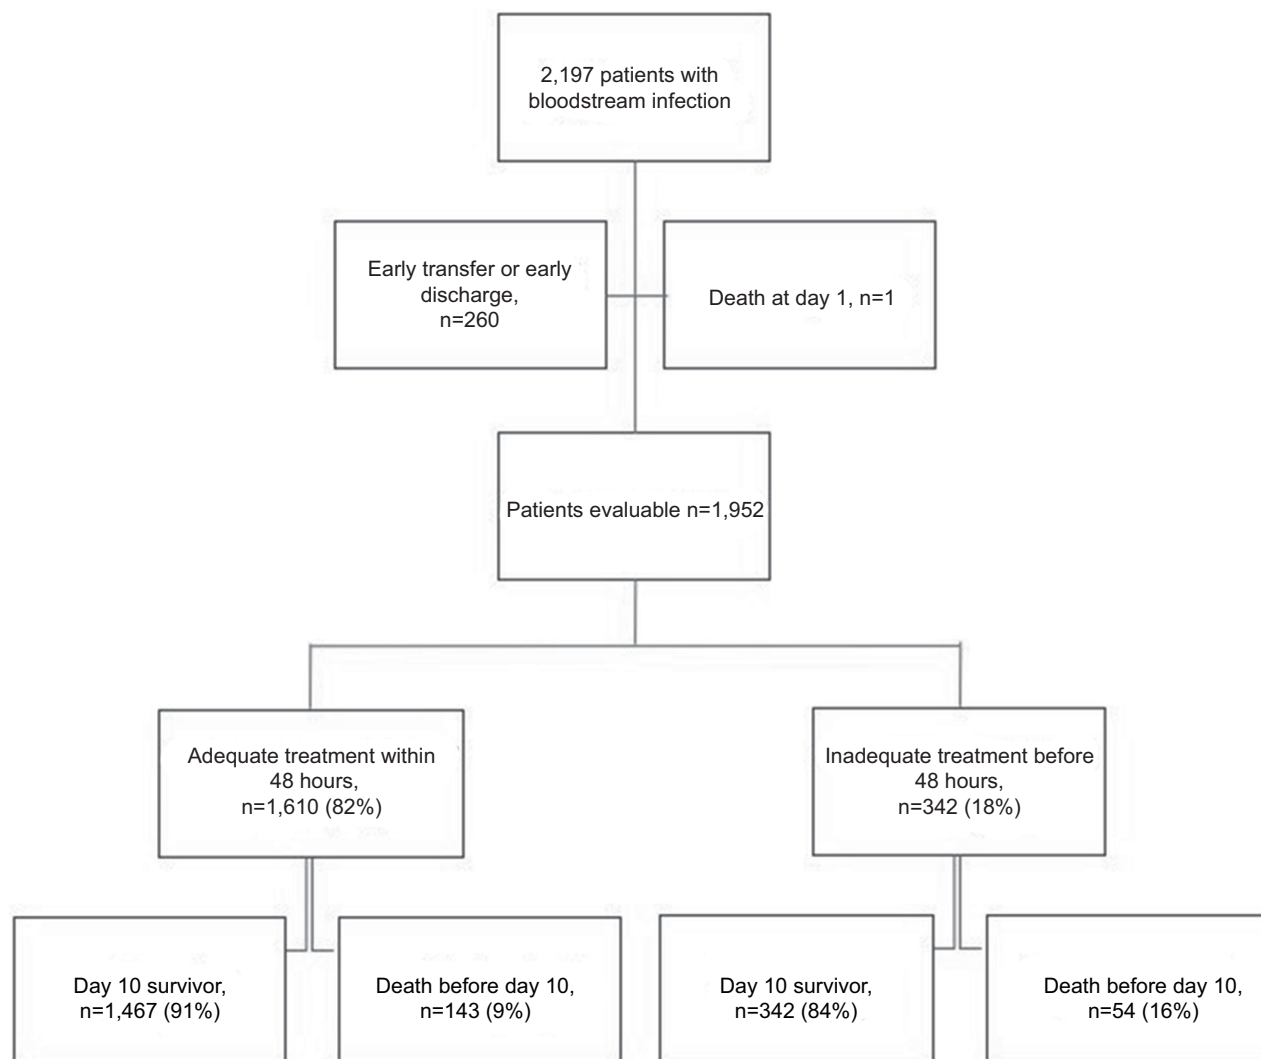 2,197 patients with
bloodstream infection
Early transfer or early
discharge,
n=260
Death at day 1, n=1
Patients evaluable n=1,952
Adequate treatment within
48 hours,
n=1,610 (82%)
Inadequate treatment before
48 hours,
n=342 (18%)
Day 10 survivor,
n=1,467 (91%)
Death before day 10,
n=143 (9%)
Day 10 survivor,
n=342 (84%)
Death before day 10,
n=54 (16%)